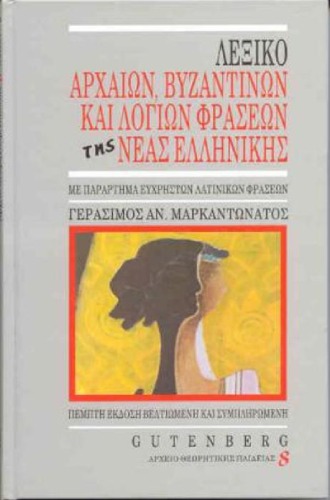 ΛΕΞΙΚΟ
ΑΡΧΑΙΩΝ, ΒΥΖΑΝΤΙΝΩΝ
ΚΑΙ ΛΟΓΙΩΝ ΦΡΑΣΕΩΝ
της ΝΕΑΣ ΕΛΛΗΝΙΚΗΣ
ΜΕ ΠΑΡΑΡΤΗΜΑ ΕΥΧΡΗΣΤΩΝ ΛΑΤΙΝΙΚΩΝ ΦΡΑΣΕΩΝ
ΓΕΡΑΣΙΜΟΣ ΑΝ. ΜΑΡΚΑΝΤΩΝΑΤΟΣ
ΠΕΜΠΤΗ ΕΚΔΟΣΗ ΒΕΛΤΙΩΜΕΝΗ ΚΑΙ ΣΥΜΠΛΗΡΩΜΕΝΗ
GUTENBERG
ΑΡΧΕΙΟ ΘΕΩΡΗΤΙΚΗΣ ΠΑΙΔΕΙΑΣ 8